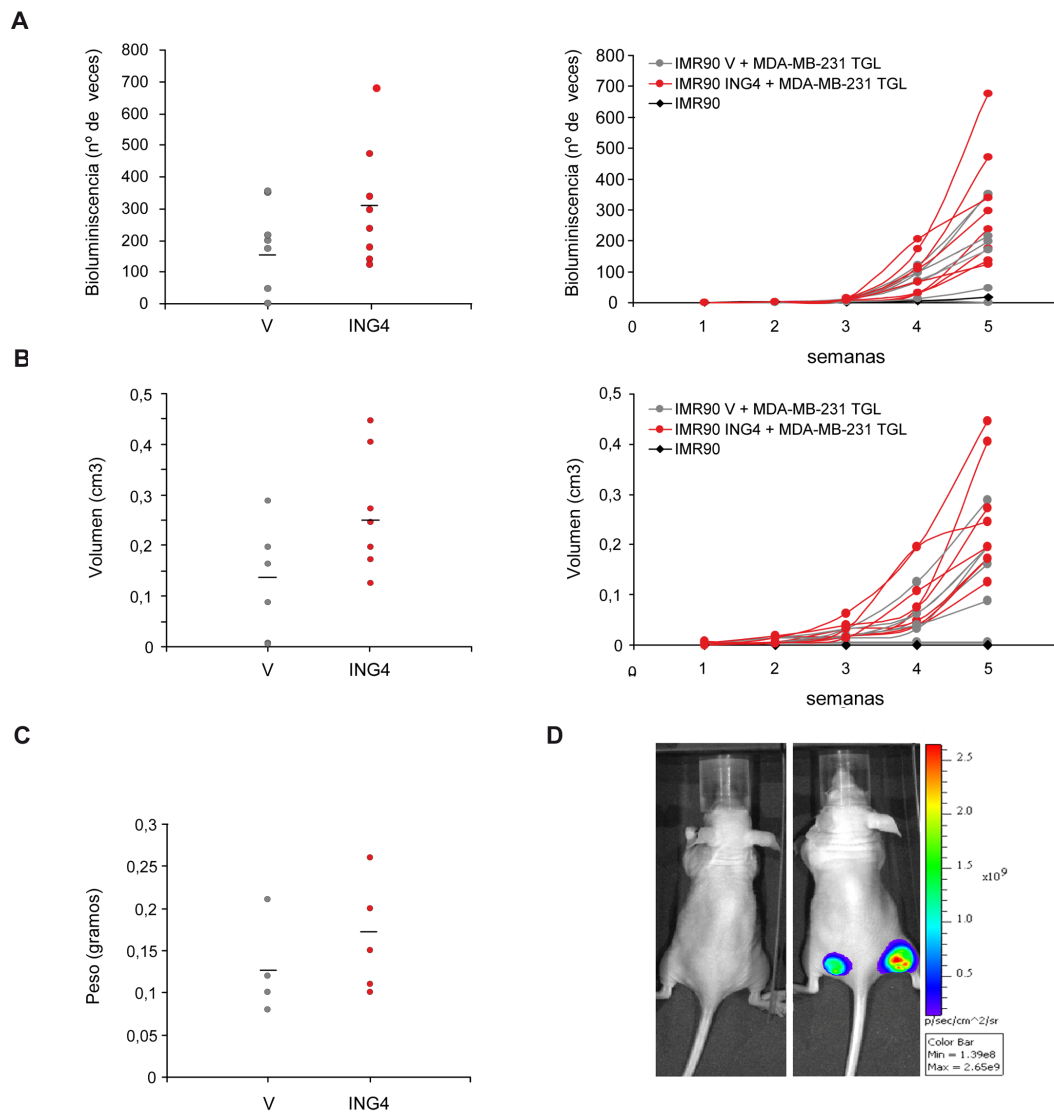 A
Bioluminiscencia (nº de veces)
800
700
600
500
400
300
200
100
0
V
ING4
Bioluminiscencia (nº de veces)
800
700
600
500
400
300
200
100
0
IMR90 V + MDA-MB-231 TGL
IMR90 ING4 + MDA-MB-231 TGL
IMR90
0
1
2
3
4
5
semanas
B
Volumen (cm3)
0,5
0,4
0,3
0,2
0,1
0
V
ING4
Volumen (cm3)
0,5
0,4
0,3
0,2
0,1
0
IMR90 V + MDA-MB-231 TGL
IMR90 ING4 + MDA-MB-231 TGL
IMR90
0
1
2
3
4
5
semanas
C
Peso (gramos)
0,3
0,25
0,2
0,15
0,1
0,05
0
V
ING4
D
2.5
2.0
1.5
x10^9
1.0
0.5
p/sec/cm^2/sr
Color Bar
Min = 1.39e8
Max = 2.65e9